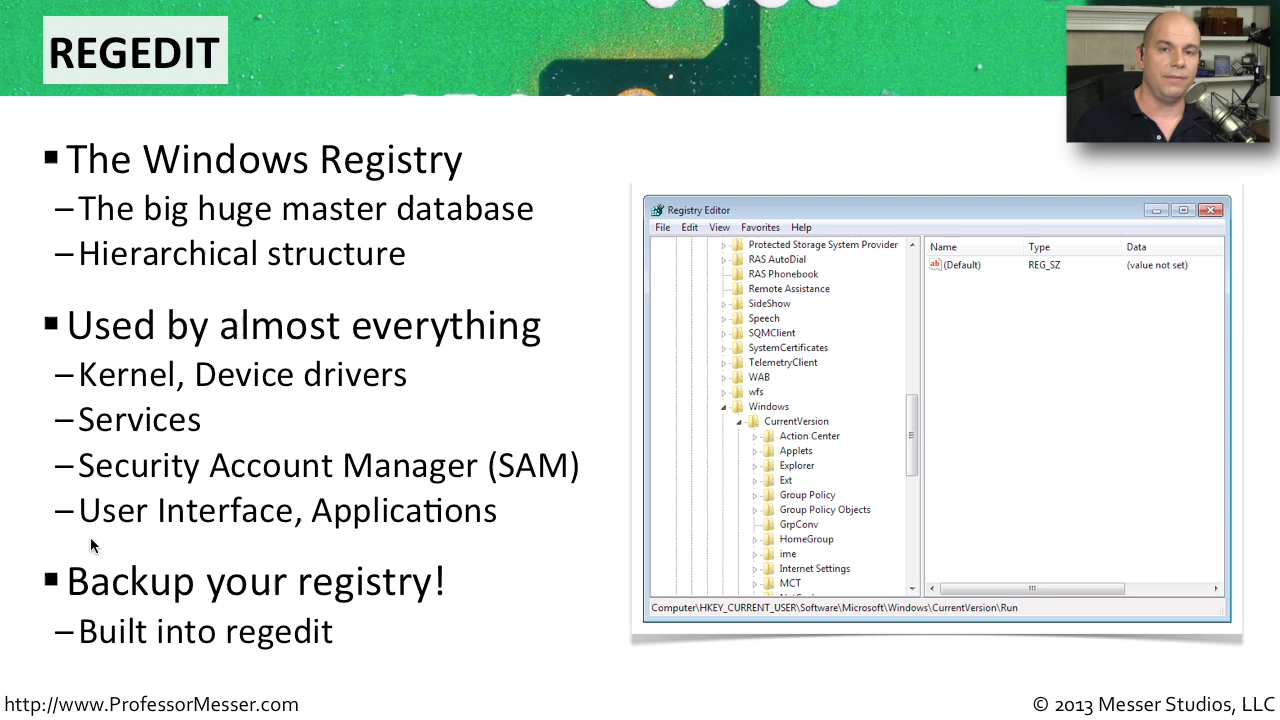 REGEDIT
▪ The Windows Registry
–The big huge master database
–Hierarchical structure
▪ Used by almost everything
–Kernel, Device drivers
–Services
–Security Account Manager (SAM)
–User Interface, Applications
▪ Backup your registry!
–Built into regedit
Registry Editor
File Edit View Favorites Help
Protected Storage System Provider
RAS AutoDial
RAS Phonebook
Remote Assistance
SideShow
Speech
SQMClient
SystemCertificates
TelemetryClient
WAB
wfs
Windows
CurrentVersion
Action Center
Applets
Explorer
Ext
Group Policy
Group Policy Objects
GrpConv
HomeGroup
ime
Internet Settings
MCT
Name Type Data
ab (Default) REG_SZ (value not set)
Computer\HKEY_CURRENT_USER\Software\Microsoft\Windows\CurrentVersion\Run
http://www.ProfessorMesser.com
© 2013 Messer Studios, LLC